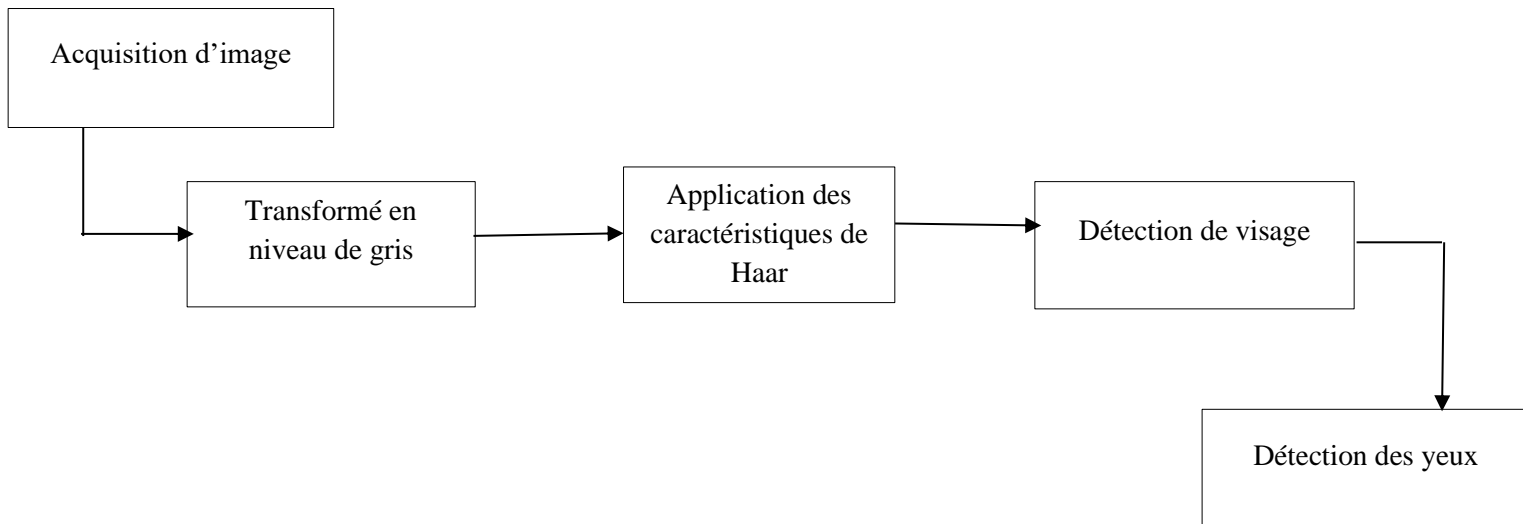 Acquisition d’image
Transformé en
niveau de gris
Application des
caractéristiques de
Haar
Détection de visage
Détection des yeux